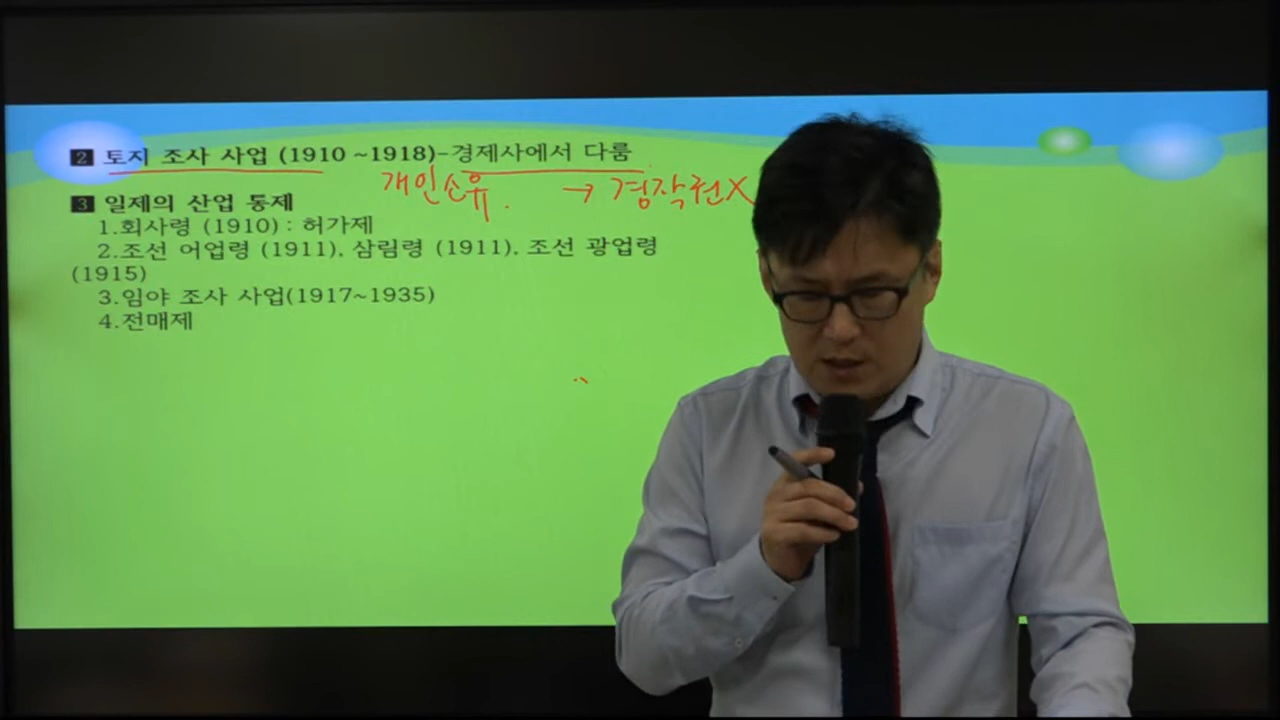 2 토지 조사 사업 (1910 ~1918)-경제사에서 다룸
개인소유. → 경작권X
3 일제의 산업 통제
1.회사령 (1910) : 허가제
2.조선 어업령 (1911), 삼림령 (1911), 조선 광업령
(1915)
3.임야 조사 사업(1917~1935)
4.전매제